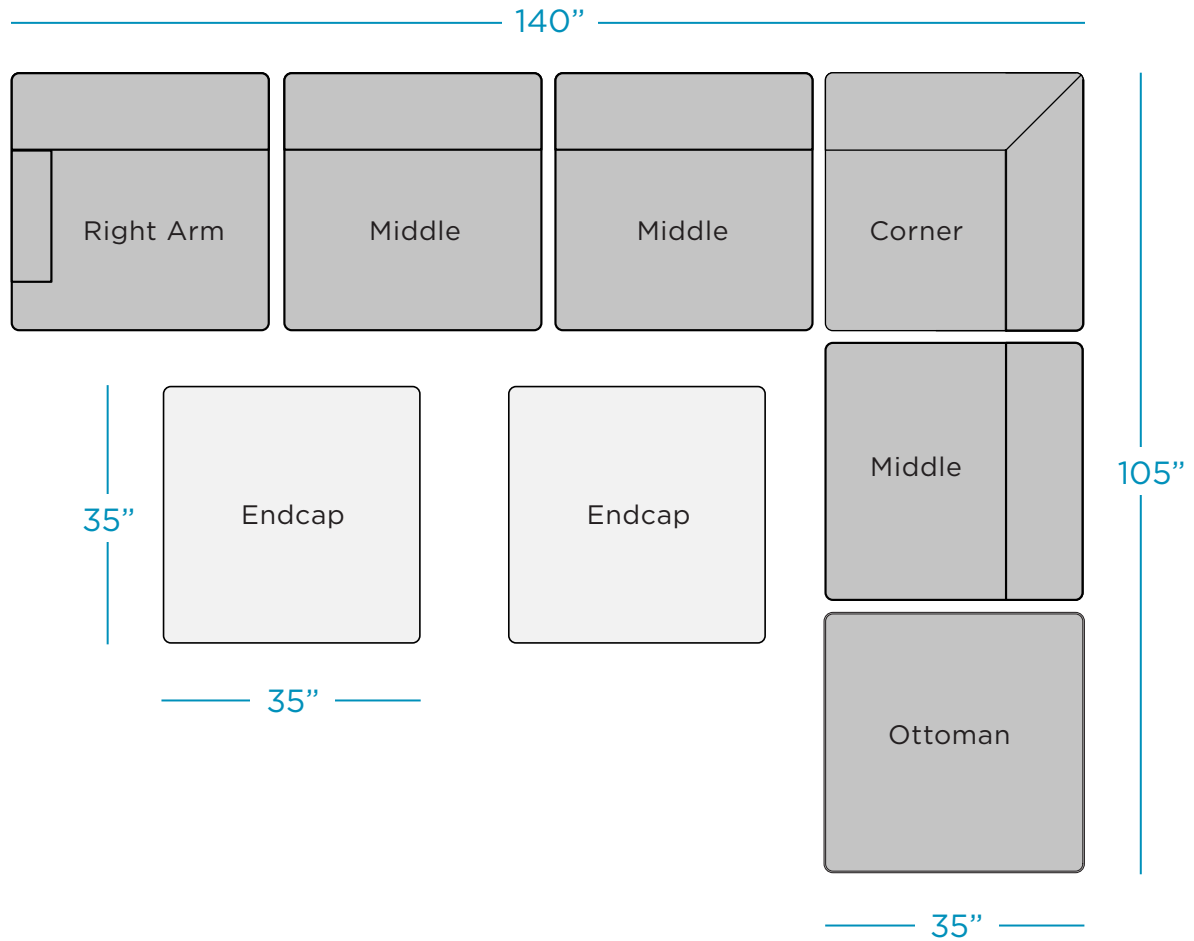 140”
Right Arm
Middle
Middle
Corner
Middle
105”
35”
Endcap
Endcap
35”
Ottoman
35”